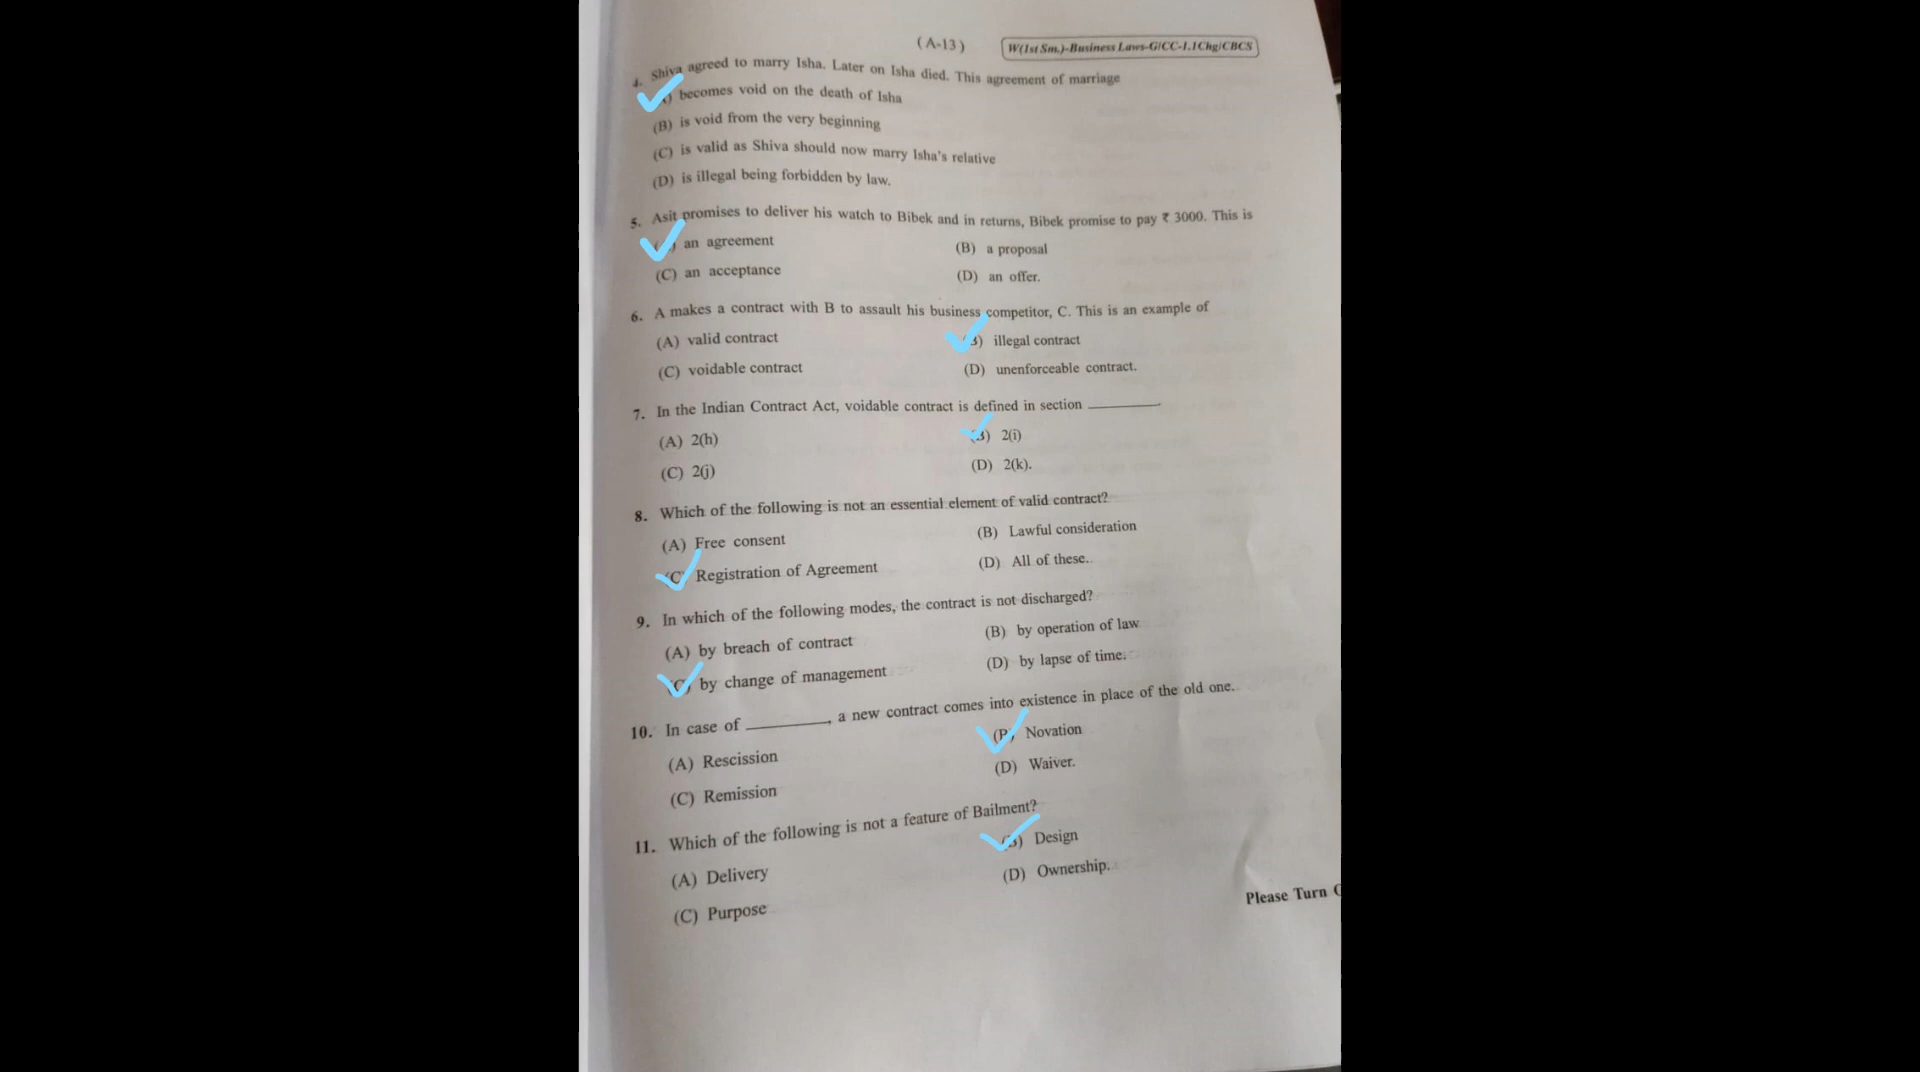 (A-13)
W(1st Sm.)-Business Laws-G/CC-1.1Chg/CBCS
4. Shiva agreed to marry Isha. Later on Isha died. This agreement of marriage
becomes void on the death of Isha
(B) is void from the very beginning
(C) is valid as Shiva should now marry Isha's relative
(D) is illegal being forbidden by law.
5. Asit promises to deliver his watch to Bibek and in returns, Bibek promise to pay ₹ 3000. This is
an agreement (B) a proposal
(C) an acceptance (D) an offer.
6. A makes a contract with B to assault his business competitor, C. This is an example of
(A) valid contract (B) illegal contract
(C) voidable contract (D) unenforceable contract.
7. In the Indian Contract Act, voidable contract is defined in section ________.
(A) 2(h) (B) 2(i)
(C) 2(j) (D) 2(k).
8. Which of the following is not an essential element of valid contract?
(A) Free consent (B) Lawful consideration
(C) Registration of Agreement (D) All of these.
9. In which of the following modes, the contract is not discharged?
(A) by breach of contract (B) by operation of law
(C) by change of management (D) by lapse of time.
10. In case of ________, a new contract comes into existence in place of the old one.
(A) Rescission (B) Novation
(C) Remission (D) Waiver.
11. Which of the following is not a feature of Bailment?
(A) Delivery (B) Design
(C) Purpose (D) Ownership.
Please Turn